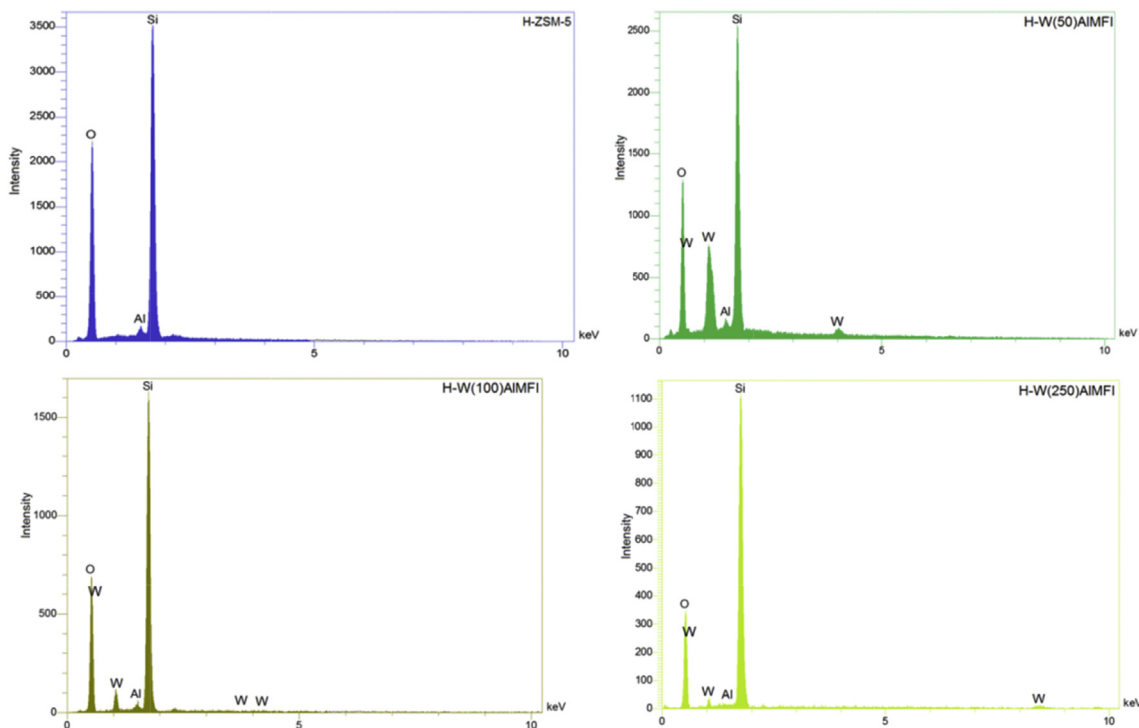 H-ZSM-5
Si
3500
3000
2500
O
2000
Intensity
1500
1000
500
Al
0
keV
0
5
10
H-W(50)AlMFI
Si
2500
2000
1500
O
Intensity
1000
W
W
500
Al
W
0
keV
0
5
10
H-W(100)AlMFI
Si
1500
1000
Intensity
O
W
500
W
Al
W
W
0
keV
0
5
10
H-W(250)AlMFI
Si
1100
1000
900
800
700
600
Intensity
500
400
O
300
W
200
100
W
Al
W
0
keV
0
5
10